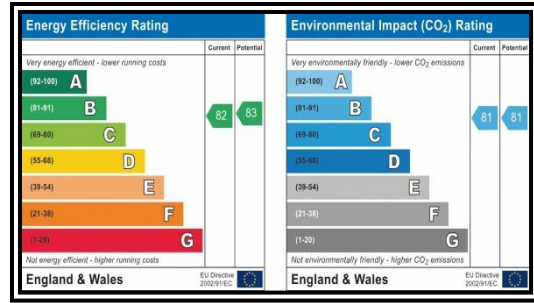 Energy Efficiency Rating
Current Potential
Very energy efficient - lower running costs
(92-100) A
(81-91) B
82 83
(69-80) C
(55-68) D
(39-54) E
(21-38) F
(1-20) G
Not energy efficient - higher running costs
England & Wales
EU Directive
2002/91/EC
Environmental Impact (CO₂) Rating
Current Potential
Very environmentally friendly - lower CO₂ emissions
(92-100) A
(81-91) B
81 81
(69-80) C
(55-68) D
(39-54) E
(21-38) F
(1-20) G
Not environmentally friendly - higher CO₂ emissions
England & Wales
EU Directive
2002/91/EC